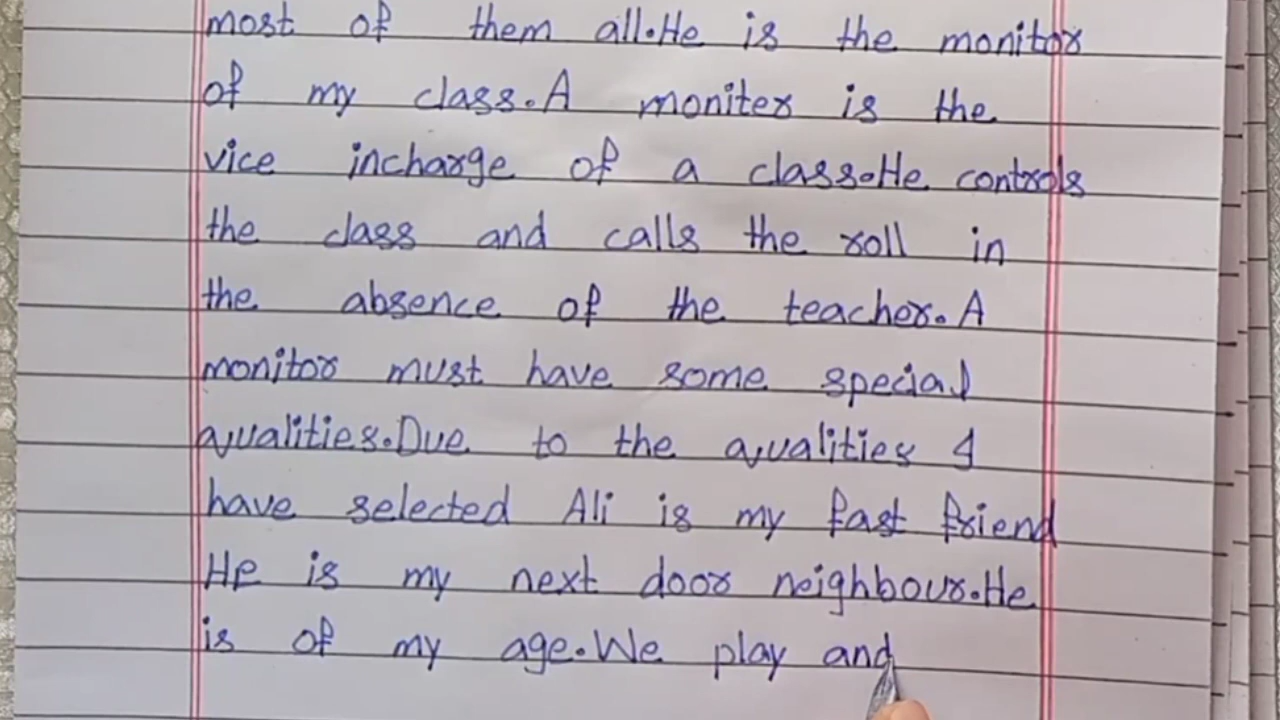 most of them all.He is the monitor
of my class.A moniter is the
vice incharge of a class.He controls
the class and calls the roll in
the absence of the teacher.A
monitor must have some special
qualities.Due to the qualities I
have selected Ali is my fast friend
He is my next door neighbour.He
is of my age.We play and